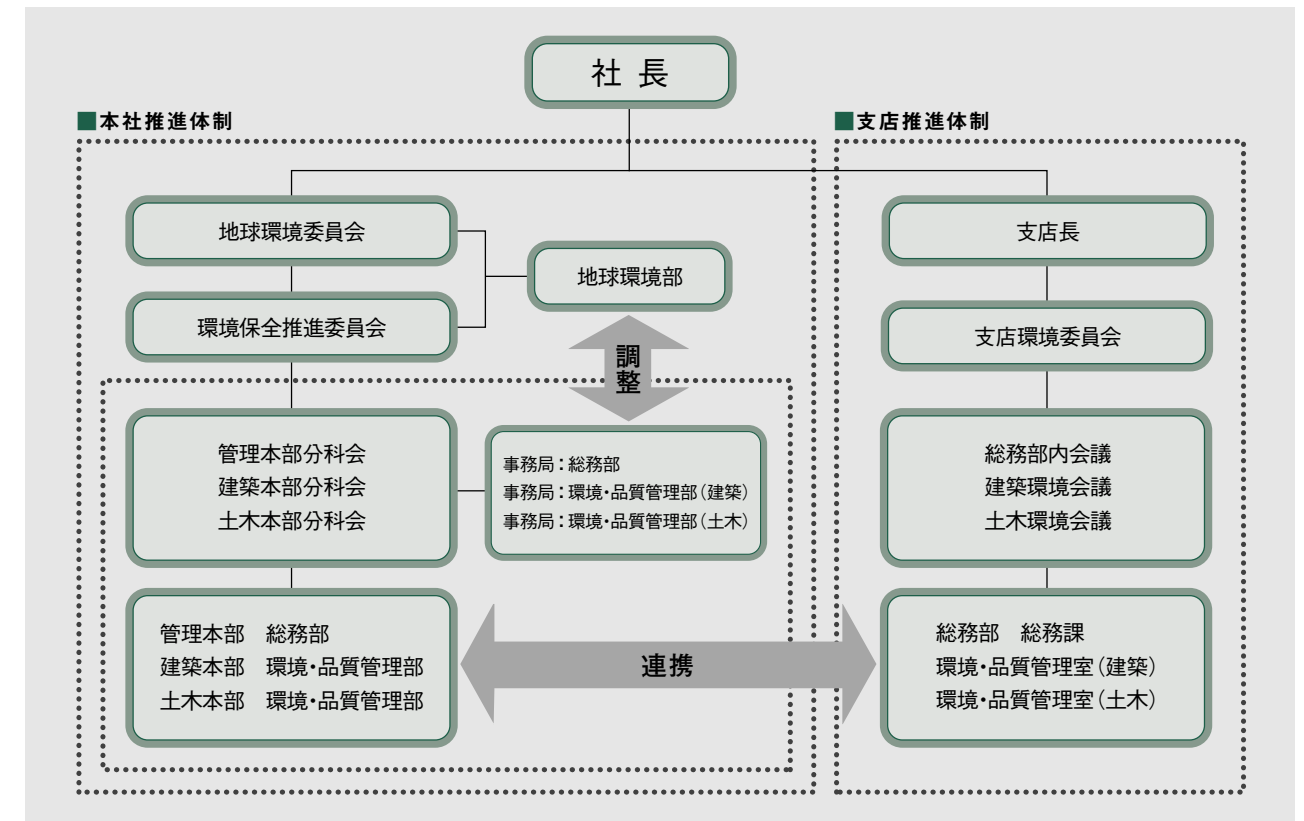 社長
■本社推進体制
地球環境委員会
環境保全推進委員会
地球環境部
調整
管理本部分科会
建築本部分科会
土木本部分科会
事務局：総務部
事務局：環境・品質管理部（建築）
事務局：環境・品質管理部（土木）
管理本部　総務部
建築本部　環境・品質管理部
土木本部　環境・品質管理部
連携
■支店推進体制
支店長
支店環境委員会
総務部内会議
建築環境会議
土木環境会議
総務部　総務課
環境・品質管理室（建築）
環境・品質管理室（土木）